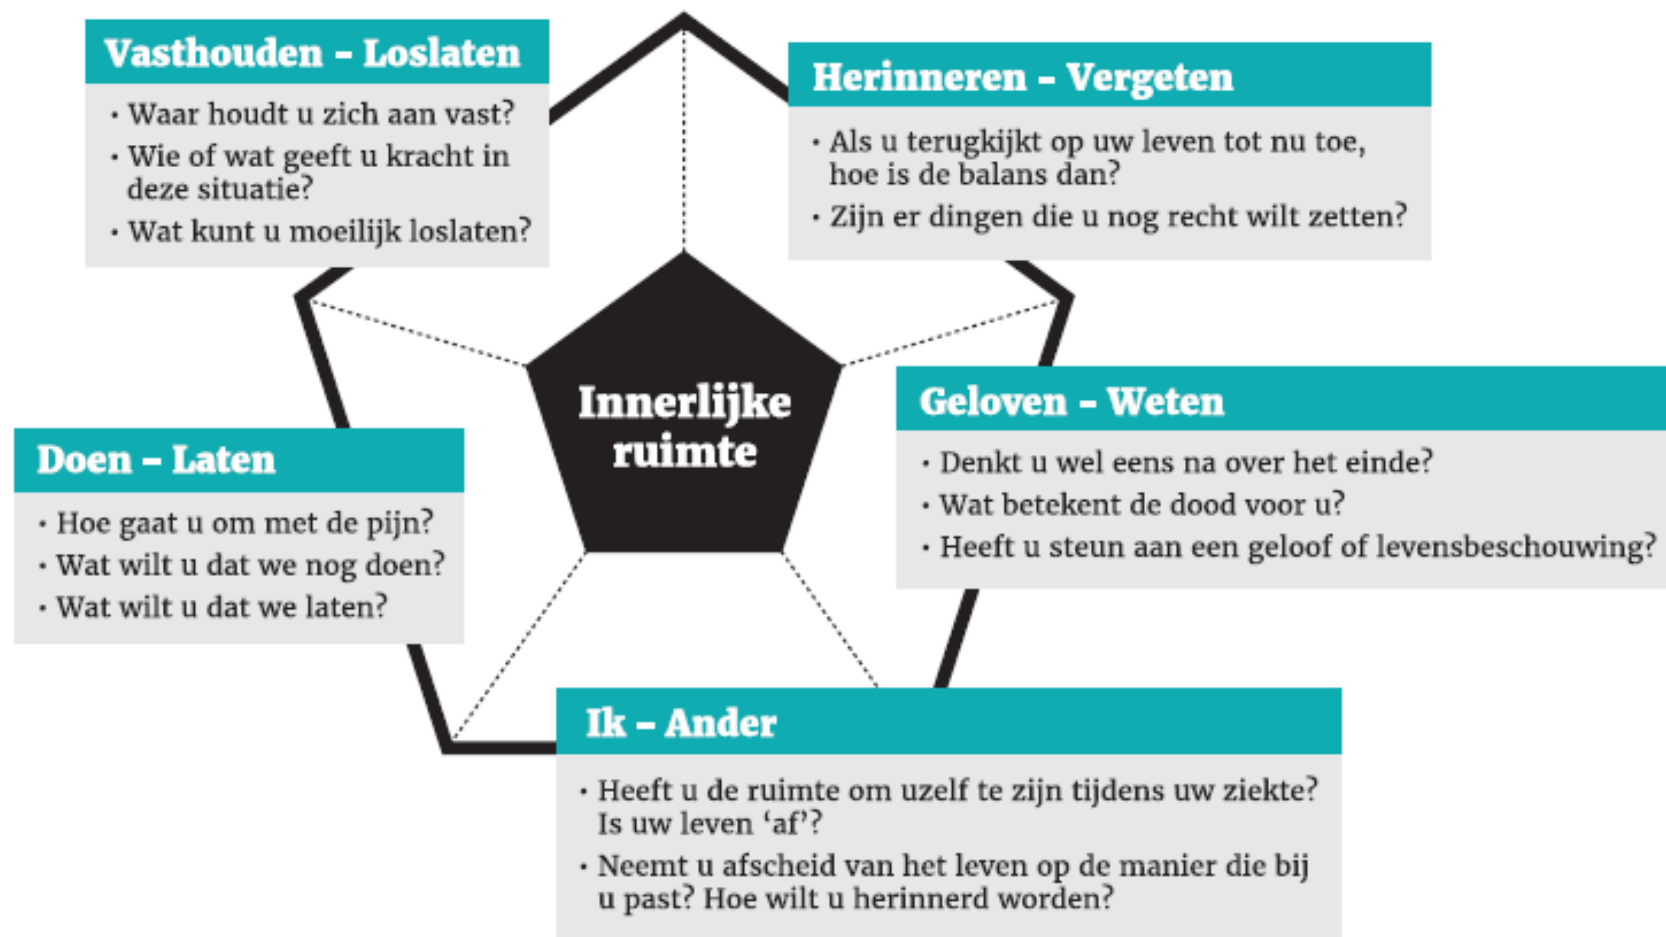 Vasthouden – Loslaten
• Waar houdt u zich aan vast?
• Wie of wat geeft u kracht in
deze situatie?
• Wat kunt u moeilijk loslaten?
Herinneren – Vergeten
• Als u terugkijkt op uw leven tot nu toe,
hoe is de balans dan?
• Zijn er dingen die u nog recht wilt zetten?
Innerlijke
ruimte
Geloven – Weten
• Denkt u wel eens na over het einde?
• Wat betekent de dood voor u?
• Heeft u steun aan een geloof of levensbeschouwing?
Doen – Laten
• Hoe gaat u om met de pijn?
• Wat wilt u dat we nog doen?
• Wat wilt u dat we laten?
Ik – Ander
• Heeft u de ruimte om uzelf te zijn tijdens uw ziekte?
Is uw leven ‘af’?
• Neemt u afscheid van het leven op de manier die bij
u past? Hoe wilt u herinnerd worden?